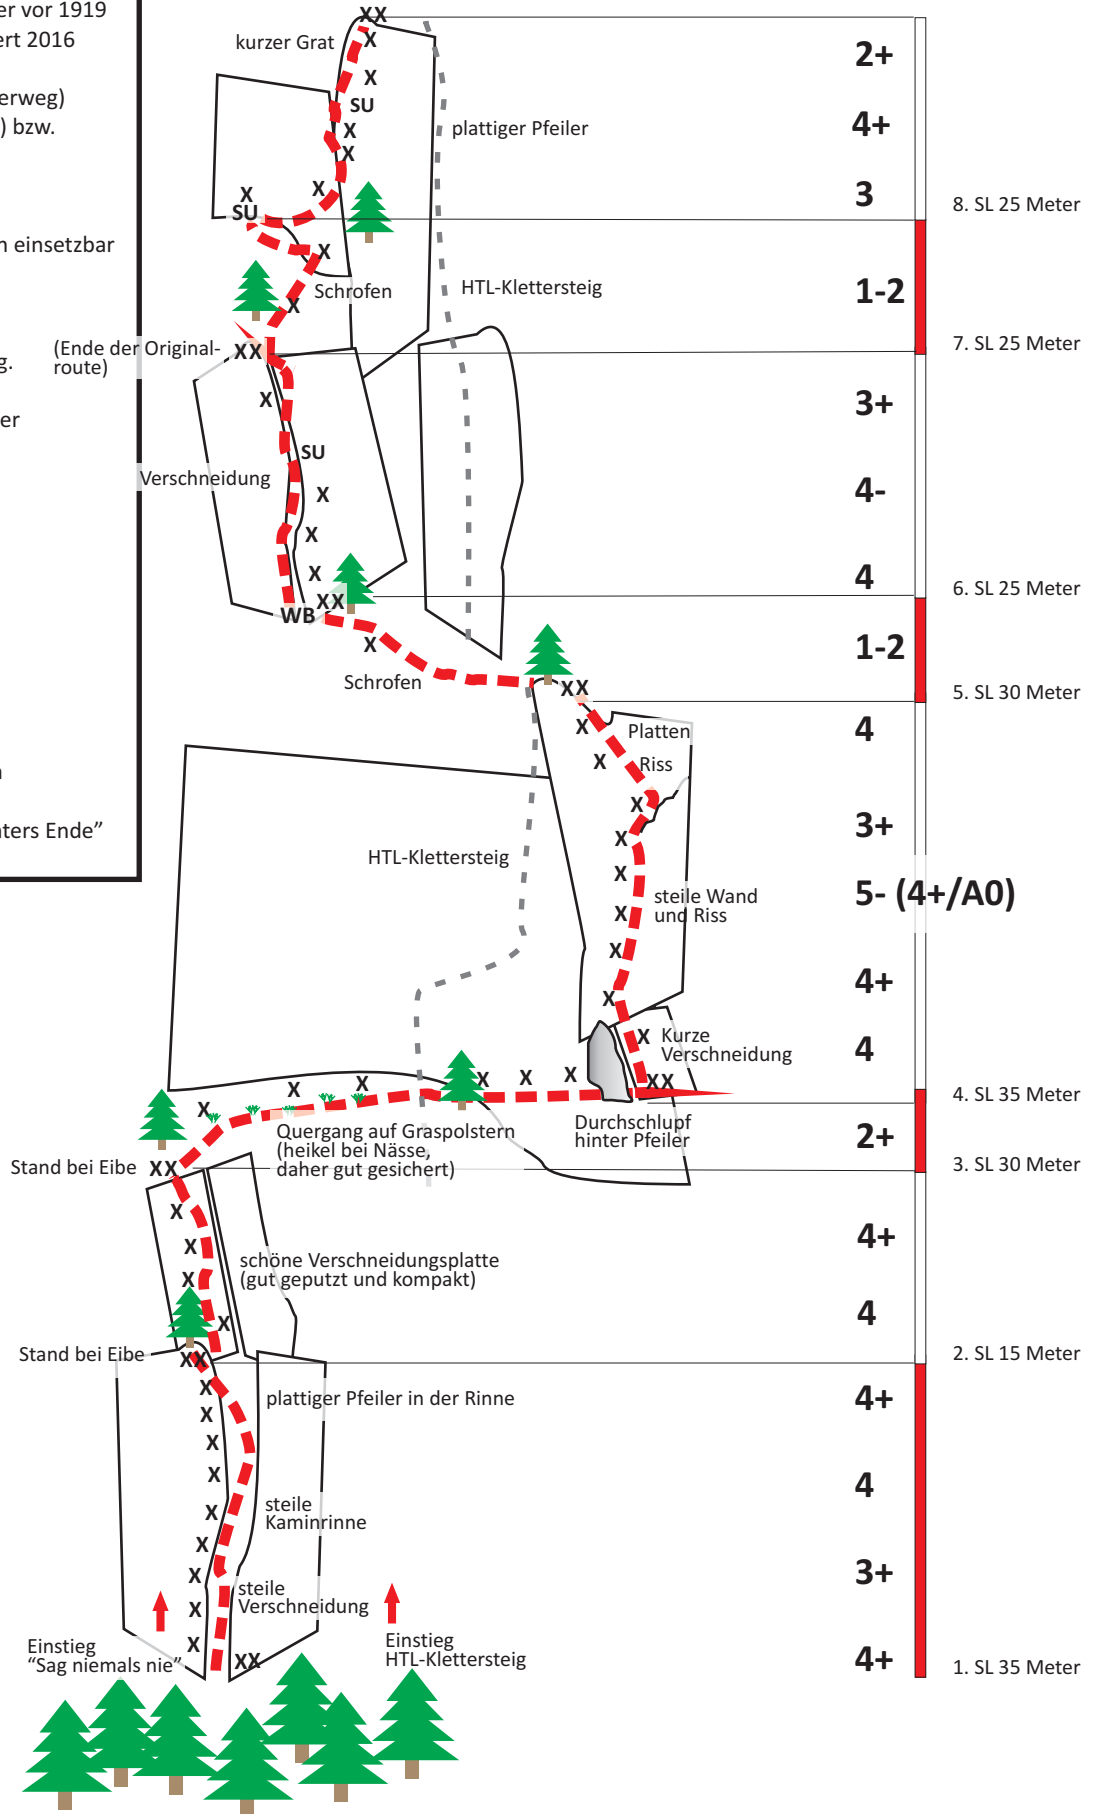 er vor 1919
ert 2016
erweg)
) bzw.
n einsetzbar
g.
er
n
aters Ende”
XX
kurzer Grat
X
X
SU
X
X
plattiger Pfeiler
X
X
SU
2+
4+
3
8. SL 25 Meter
X
Schrofen
X
HTL-Klettersteig
1-2
(Ende der Original-
route)
XX
7. SL 25 Meter
X
SU
Verschneidung
X
X
X
3+
4-
4
XX
WB
6. SL 25 Meter
X
Schrofen
1-2
XX
5. SL 30 Meter
X
Platten
X
Riss
X
X
HTL-Klettersteig
X
steile Wand
und Riss
X
X
X
X
Kurze
Verschneidung
XX
4
3+
5- (4+/A0)
4+
4
4. SL 35 Meter
X
X
X
X
X
X
Quergang auf Graspolstern
(heikel bei Nässe,
daher gut gesichert)
Durchschlupf
hinter Pfeiler
2+
Stand bei Eibe
XX
3. SL 30 Meter
X
X
X
X
schöne Verschneidungsplatte
(gut geputzt und kompakt)
4+
4
Stand bei Eibe
XX
2. SL 15 Meter
X
X
plattiger Pfeiler in der Rinne
X
X
X
steile
Kaminrinne
X
X
steile
Verschneidung
X
X
XX
4+
4
3+
4+
Einstieg
“Sag niemals nie”
Einstieg
HTL-Klettersteig
1. SL 35 Meter